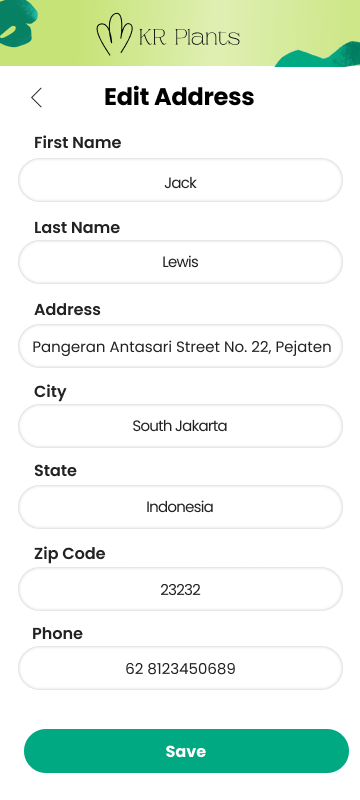 KR Plants
Edit Address
First Name
Jack
Last Name
Lewis
Address
Pangeran Antasari Street No. 22, Pejaten
City
South Jakarta
State
Indonesia
Zip Code
23232
Phone
62 8123450689
Save